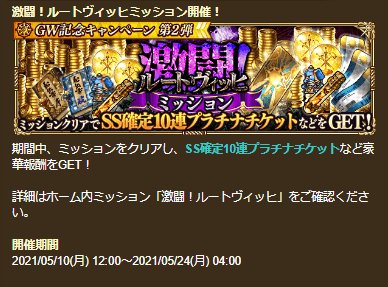 激闘！ルートヴィッヒミッション開催！
GW記念キャンペーン 第2弾
激闘！
ルートヴィッヒ
ミッション
ミッションクリアでSS確定10連プラチナチケットなどをGET！
期間中、ミッションをクリアし、SS確定10連プラチナチケットなど豪
華報酬をGET！
詳細はホーム内ミッション「激闘！ルートヴィッヒ」をご確認くださ
い。
開催期間
2021/05/10(月) 12:00～2021/05/24(月) 04:00